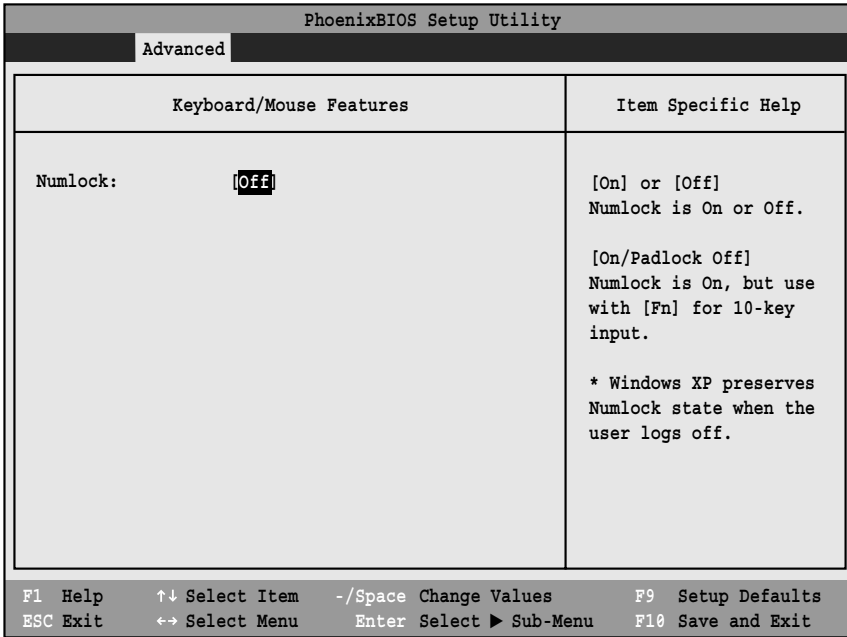 PhoenixBIOS Setup Utility
Advanced
Keyboard/Mouse Features
Item Specific Help
Numlock: [Off]
[On] or [Off]
Numlock is On or Off.
[On/Padlock Off]
Numlock is On, but use
with [Fn] for 10-key
input.
* Windows XP preserves
Numlock state when the
user logs off.
F1 Help ↑↓ Select Item -/Space Change Values F9 Setup Defaults
ESC Exit ←→ Select Menu Enter Select ▶ Sub-Menu F10 Save and Exit